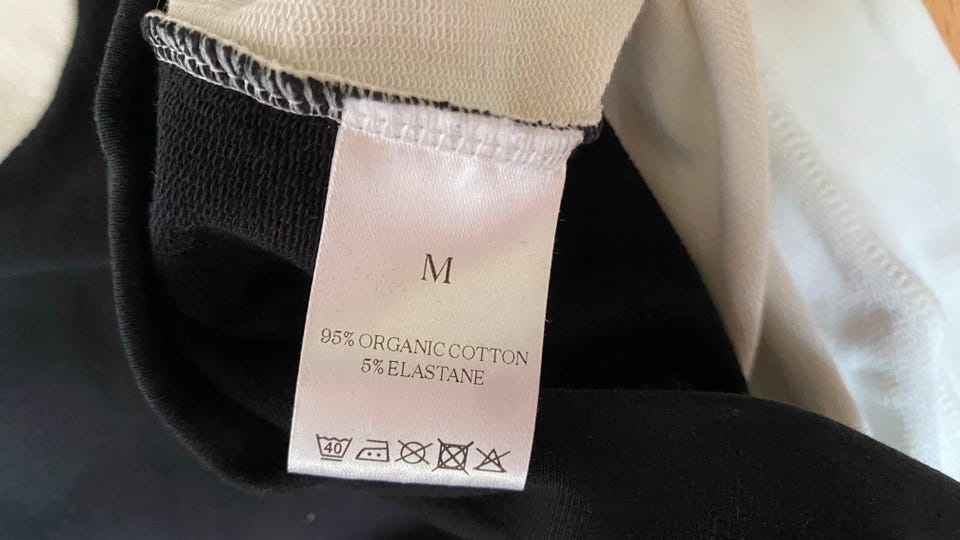 M
95% ORGANIC COTTON
5% ELASTANE
40